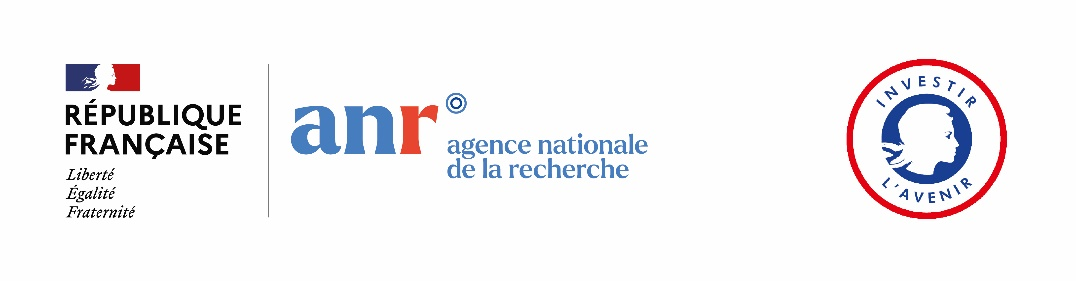 RÉPUBLIQUE
FRANÇAISE
Liberté
Égalité
Fraternité
anr
agence nationale
de la recherche
INVESTIR
L'AVENIR